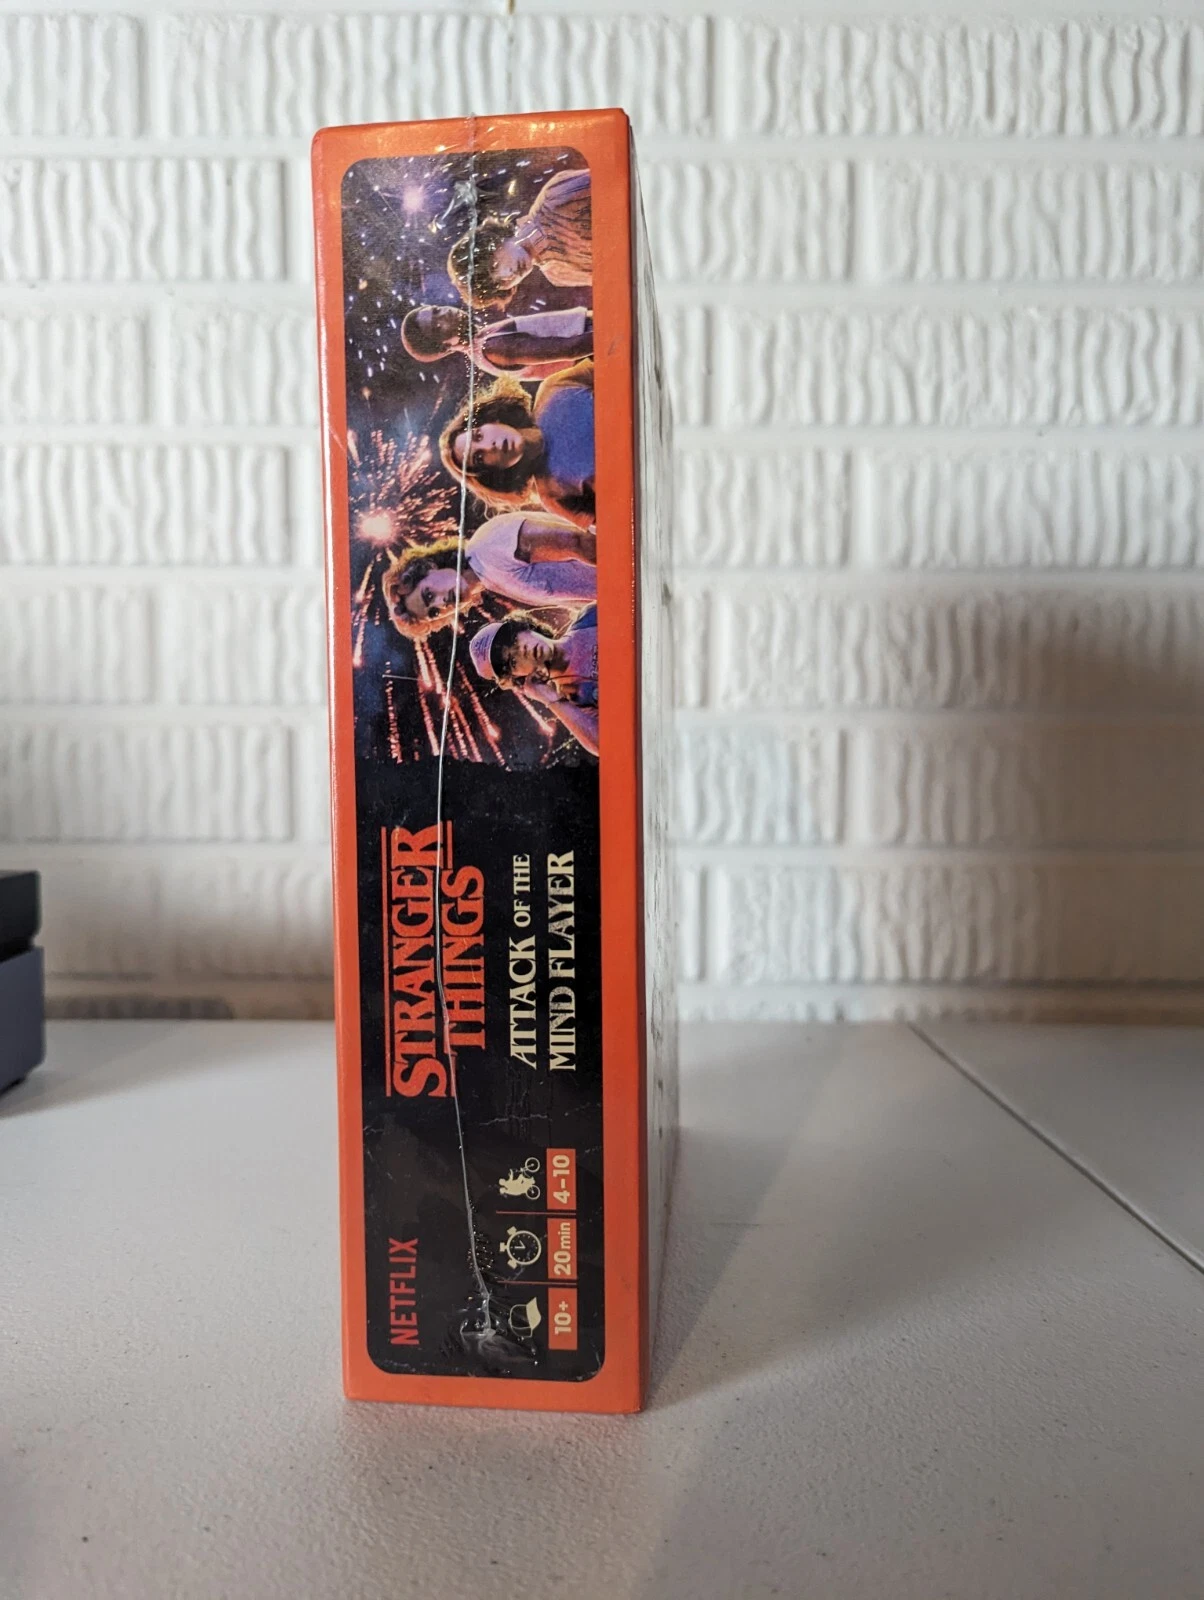 STRANGER
THINGS
ATTACK OF THE
MIND FLAYER
NETFLIX
10+
20min
4-10